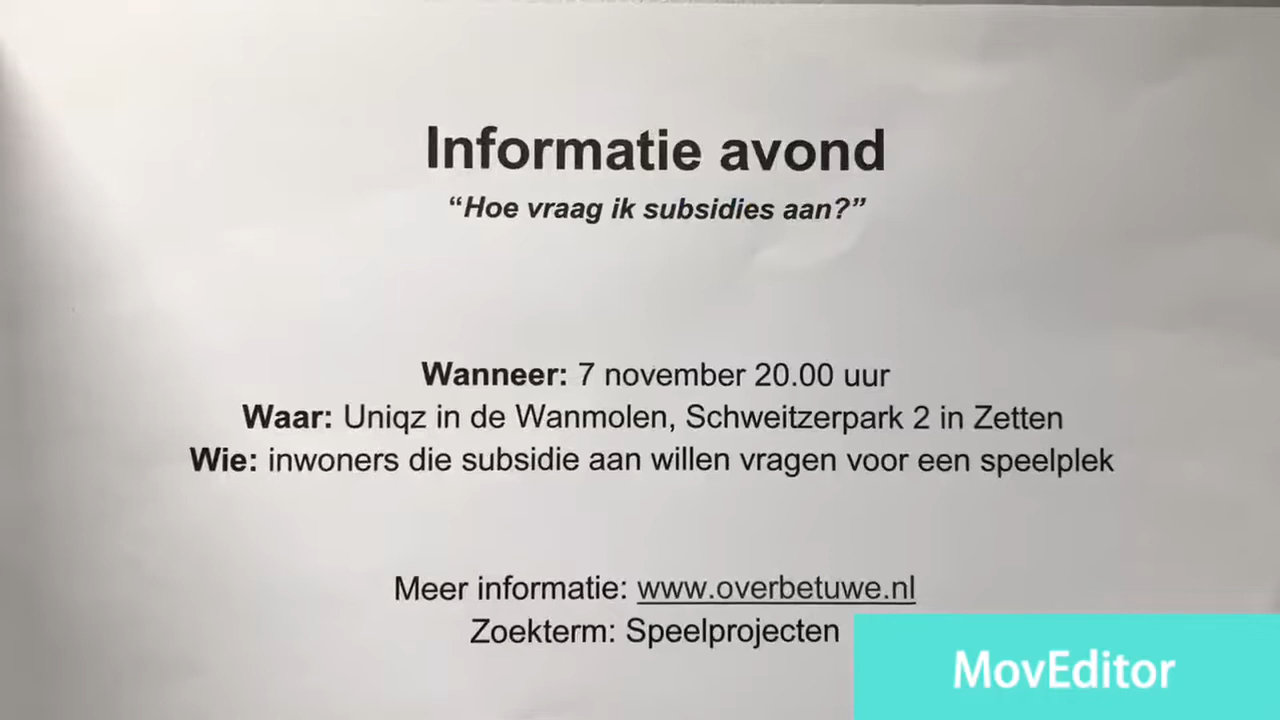 Informatie avond
“Hoe vraag ik subsidies aan?”
Wanneer: 7 november 20.00 uur
Waar: Uniqz in de Wanmolen, Schweitzerpark 2 in Zetten
Wie: inwoners die subsidie aan willen vragen voor een speelplek
Meer informatie: www.overbetuwe.nl
Zoekterm: Speelprojecten
MovEditor